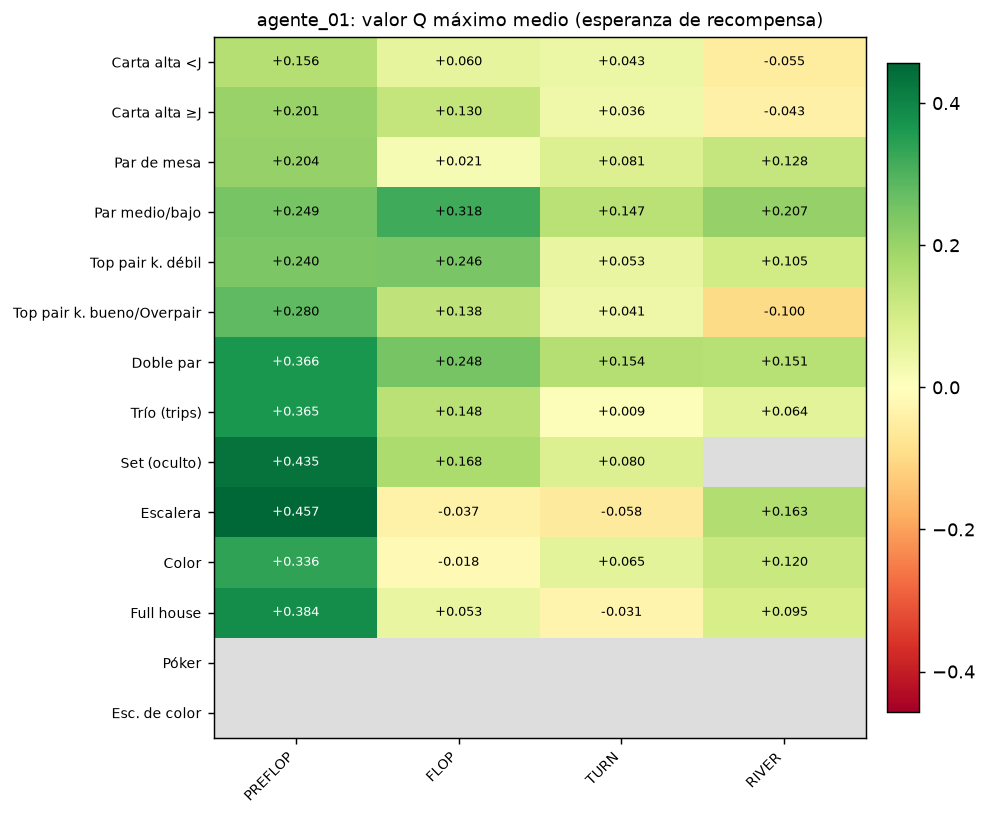 agente_01: valor Q máximo medio (esperanza de recompensa)
Carta alta <J +0.156 +0.060 +0.043 -0.055
Carta alta ≥J +0.201 +0.130 +0.036 -0.043
Par de mesa +0.204 +0.021 +0.081 +0.128
Par medio/bajo +0.249 +0.318 +0.147 +0.207
Top pair k. débil +0.240 +0.246 +0.053 +0.105
Top pair k. bueno/Overpair +0.280 +0.138 +0.041 -0.100
Doble par +0.366 +0.248 +0.154 +0.151
Trío (trips) +0.365 +0.148 +0.009 +0.064
Set (oculto) +0.435 +0.168 +0.080
Escalera +0.457 -0.037 -0.058 +0.163
Color +0.336 -0.018 +0.065 +0.120
Full house +0.384 +0.053 -0.031 +0.095
Póker
Esc. de color
PREFLOP FLOP TURN RIVER
0.4
0.2
0.0
−0.2
−0.4